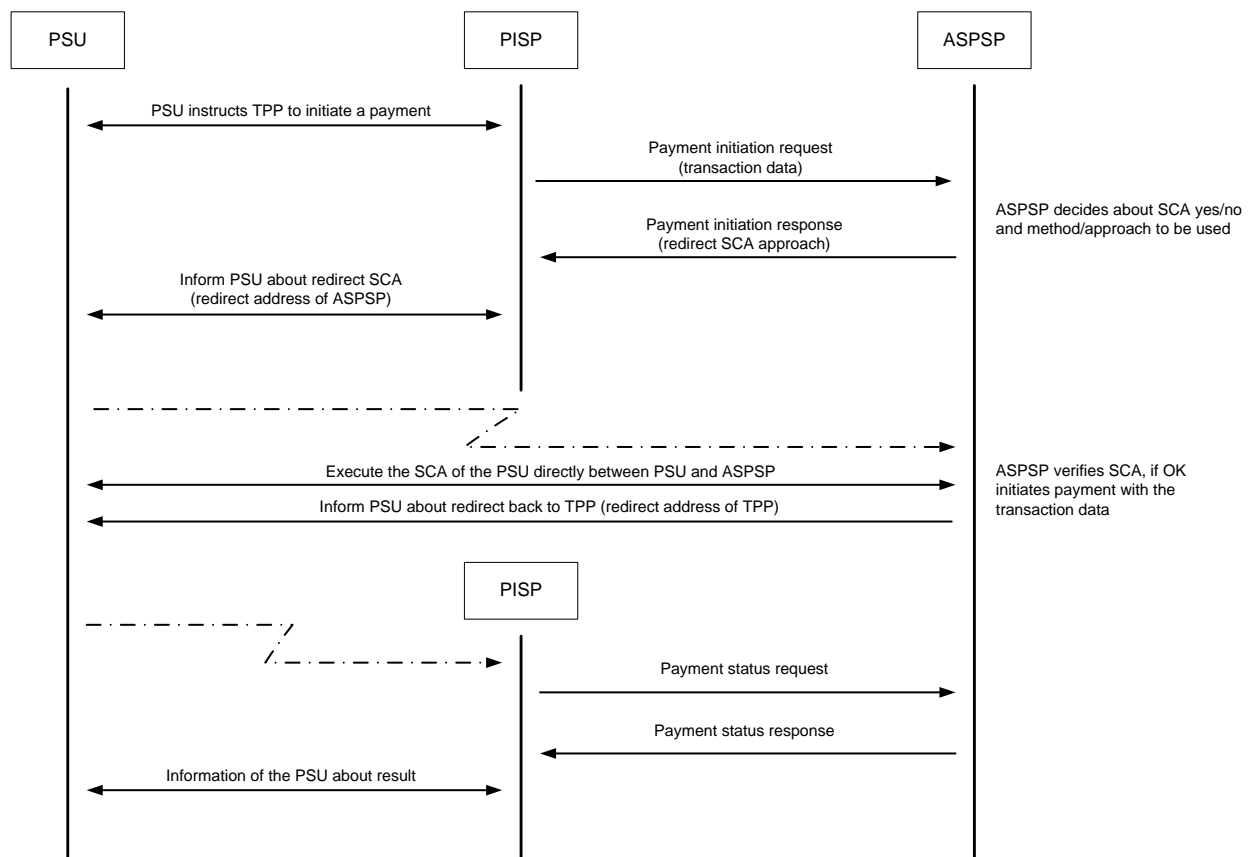 PSU
PISP
ASPSP
PSU instructs TPP to initiate a payment
Payment initiation request
(transaction data)
ASPSP decides about SCA yes/no
and method/approach to be used
Payment initiation response
(redirect SCA approach)
Inform PSU about redirect SCA
(redirect address of ASPSP)
Execute the SCA of the PSU directly between PSU and ASPSP
ASPSP verifies SCA, if OK
initiates payment with the
transaction data
Inform PSU about redirect back to TPP (redirect address of TPP)
PISP
Payment status request
Payment status response
Information of the PSU about result